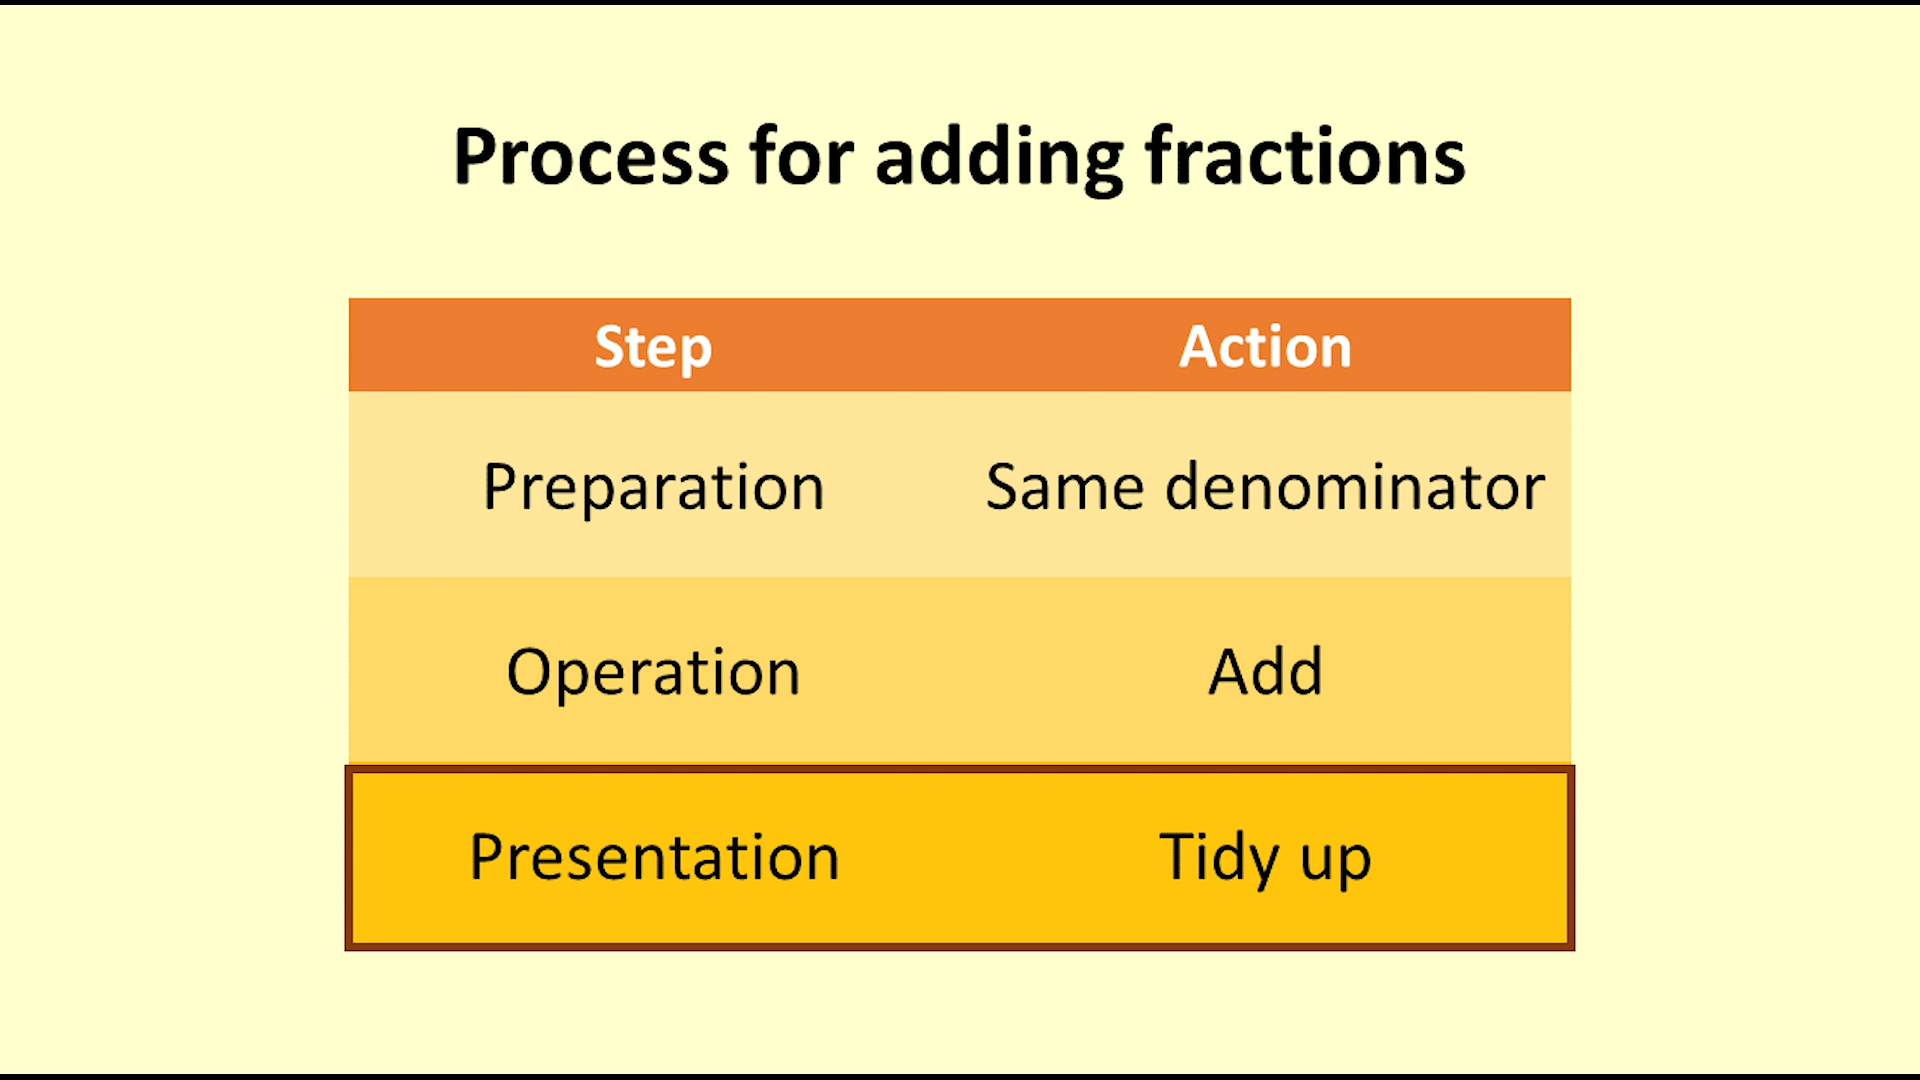 Process for adding fractions
Step Action
Preparation Same denominator
Operation Add
Presentation Tidy up